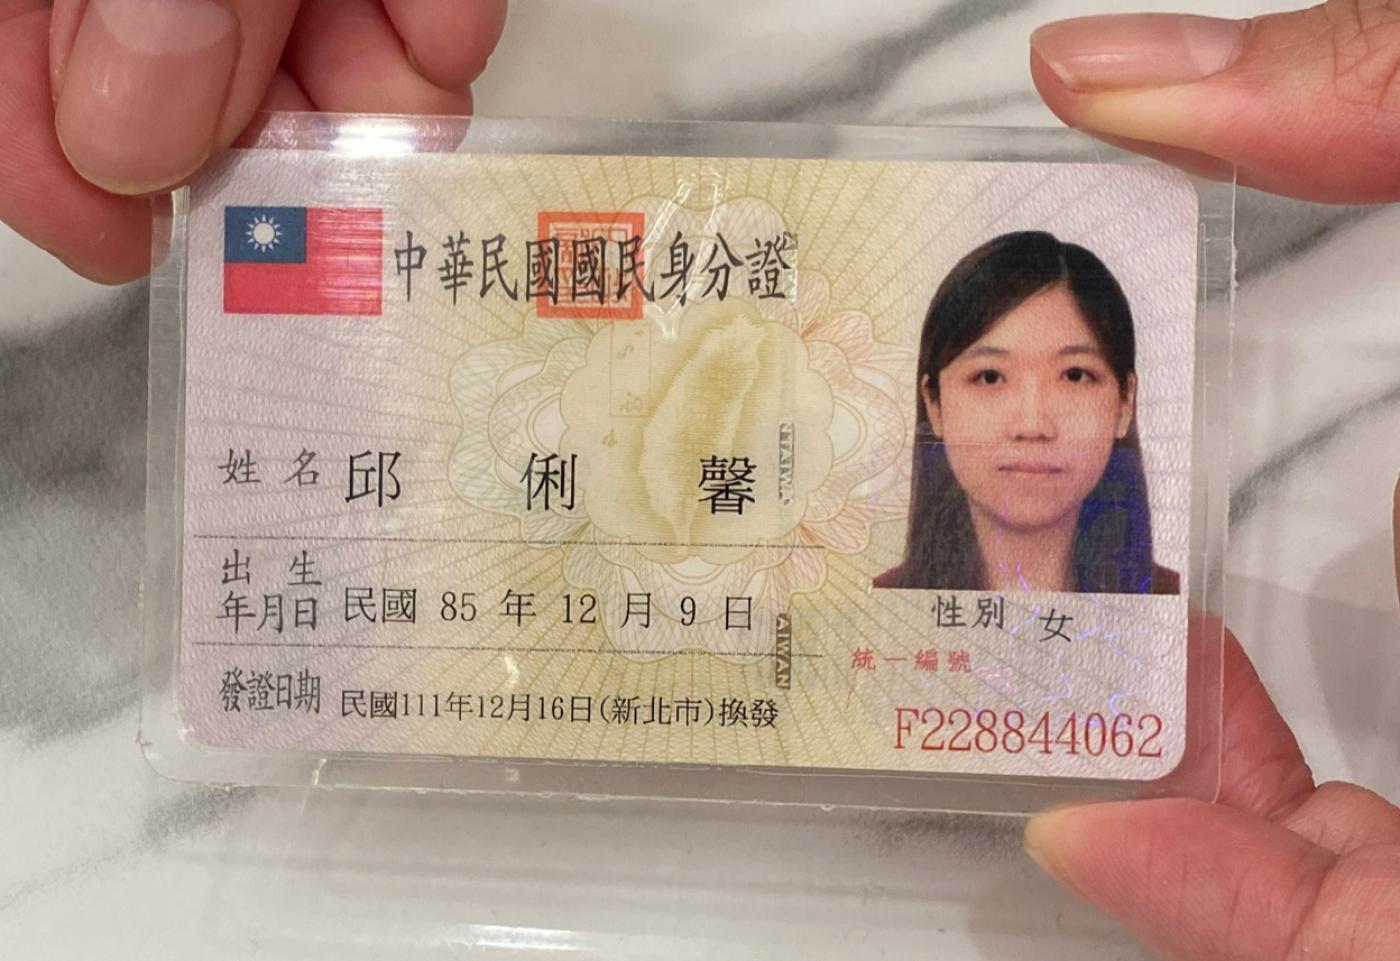 中華民國國民身分證
姓名 邱俐馨
出生年月日 民國 85 年 12 月 9 日
發證日期 民國111年12月16日(新北市)換發
性別 女
統一編號
F228844062
TAIWAN